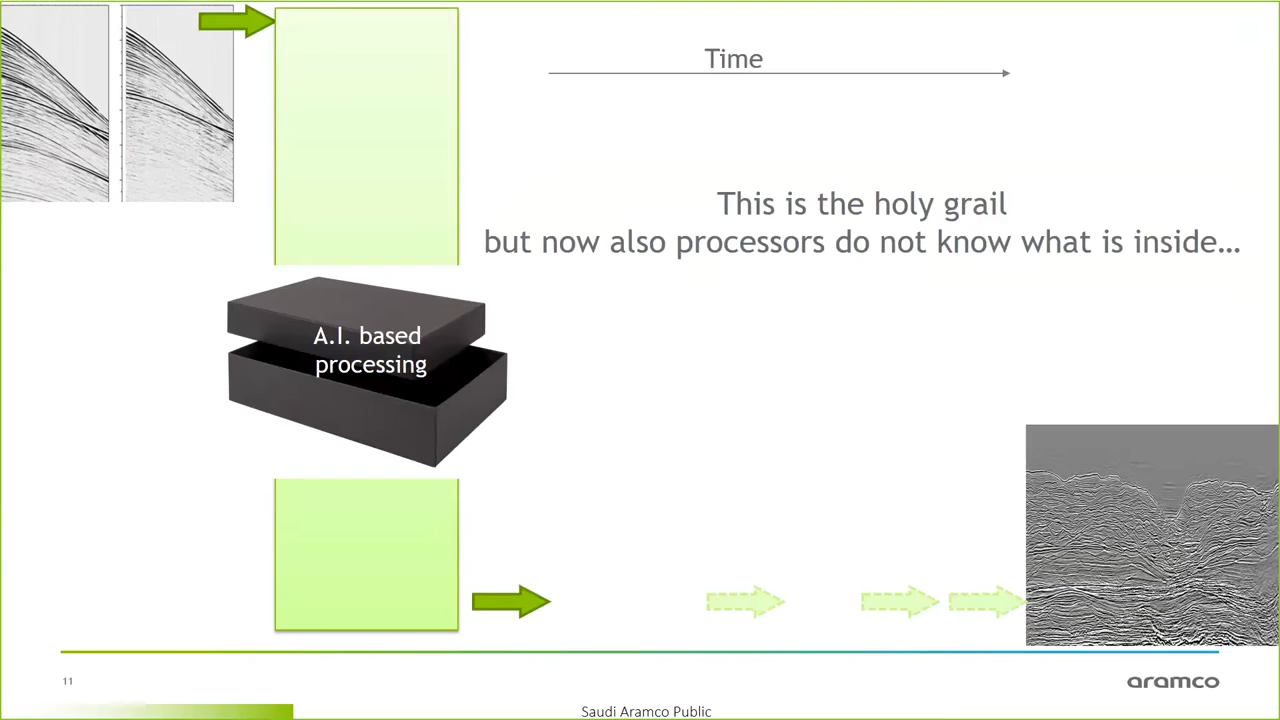 Time
This is the holy grail
but now also processors do not know what is inside…
A.I. based
processing
11
aramco
Saudi Aramco Public